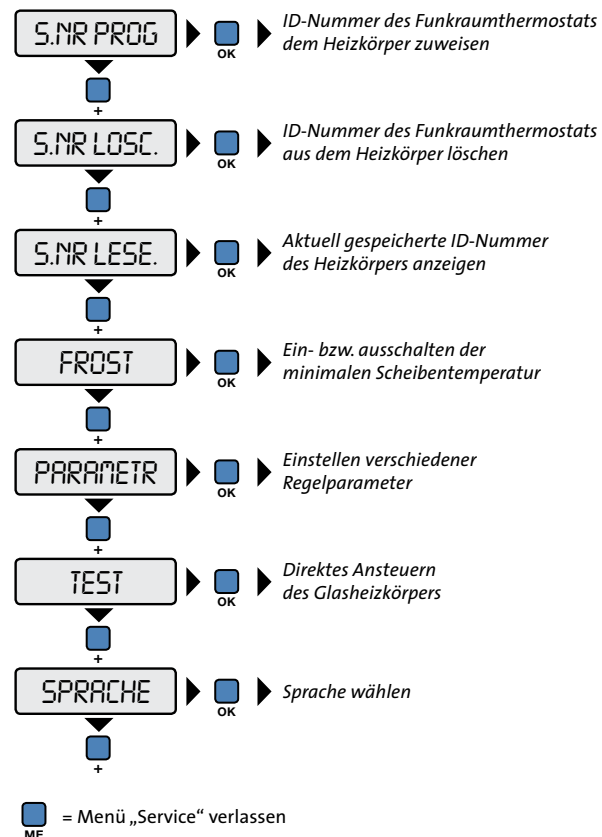 S.NR PROG
OK
ID-Nummer des Funkraumthermostats
dem Heizkörper zuweisen
+
S.NR LOSC.
OK
ID-Nummer des Funkraumthermostats
aus dem Heizkörper löschen
+
S.NR LESE.
OK
Aktuell gespeicherte ID-Nummer
des Heizkörpers anzeigen
+
FROST
OK
Ein- bzw. ausschalten der
minimalen Scheibentemperatur
+
PARAMETR
OK
Einstellen verschiedener
Regelparameter
+
TEST
OK
Direktes Ansteuern
des Glasheizkörpers
+
SPRACHE
OK
Sprache wählen
+
= Menü „Service“ verlassen
ME